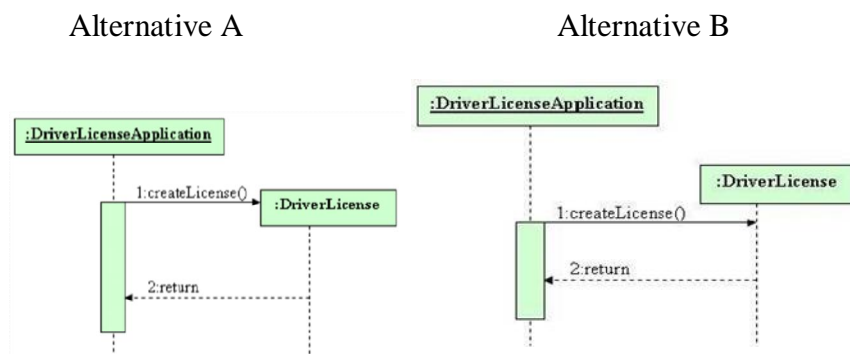 Alternative A
Alternative B
:DriverLicenseApplication
:DriverLicense
1:createLicense()
2:return
:DriverLicenseApplication
:DriverLicense
1:createLicense()
2:return